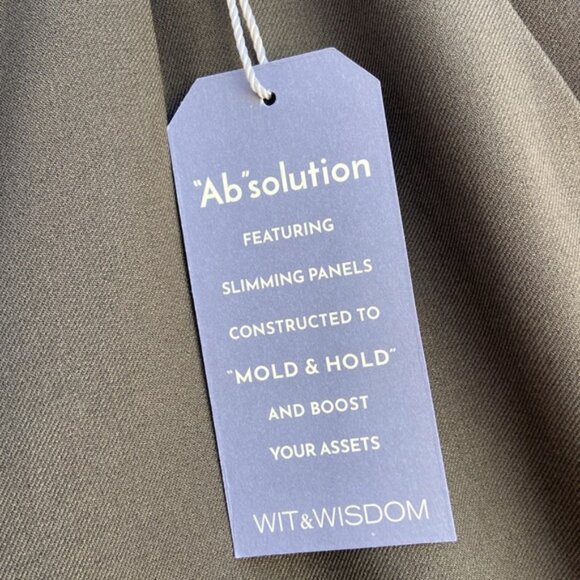 "Ab"solution
FEATURING
SLIMMING PANELS
CONSTRUCTED TO
"MOLD & HOLD"
AND BOOST
YOUR ASSETS
WIT&WISDOM